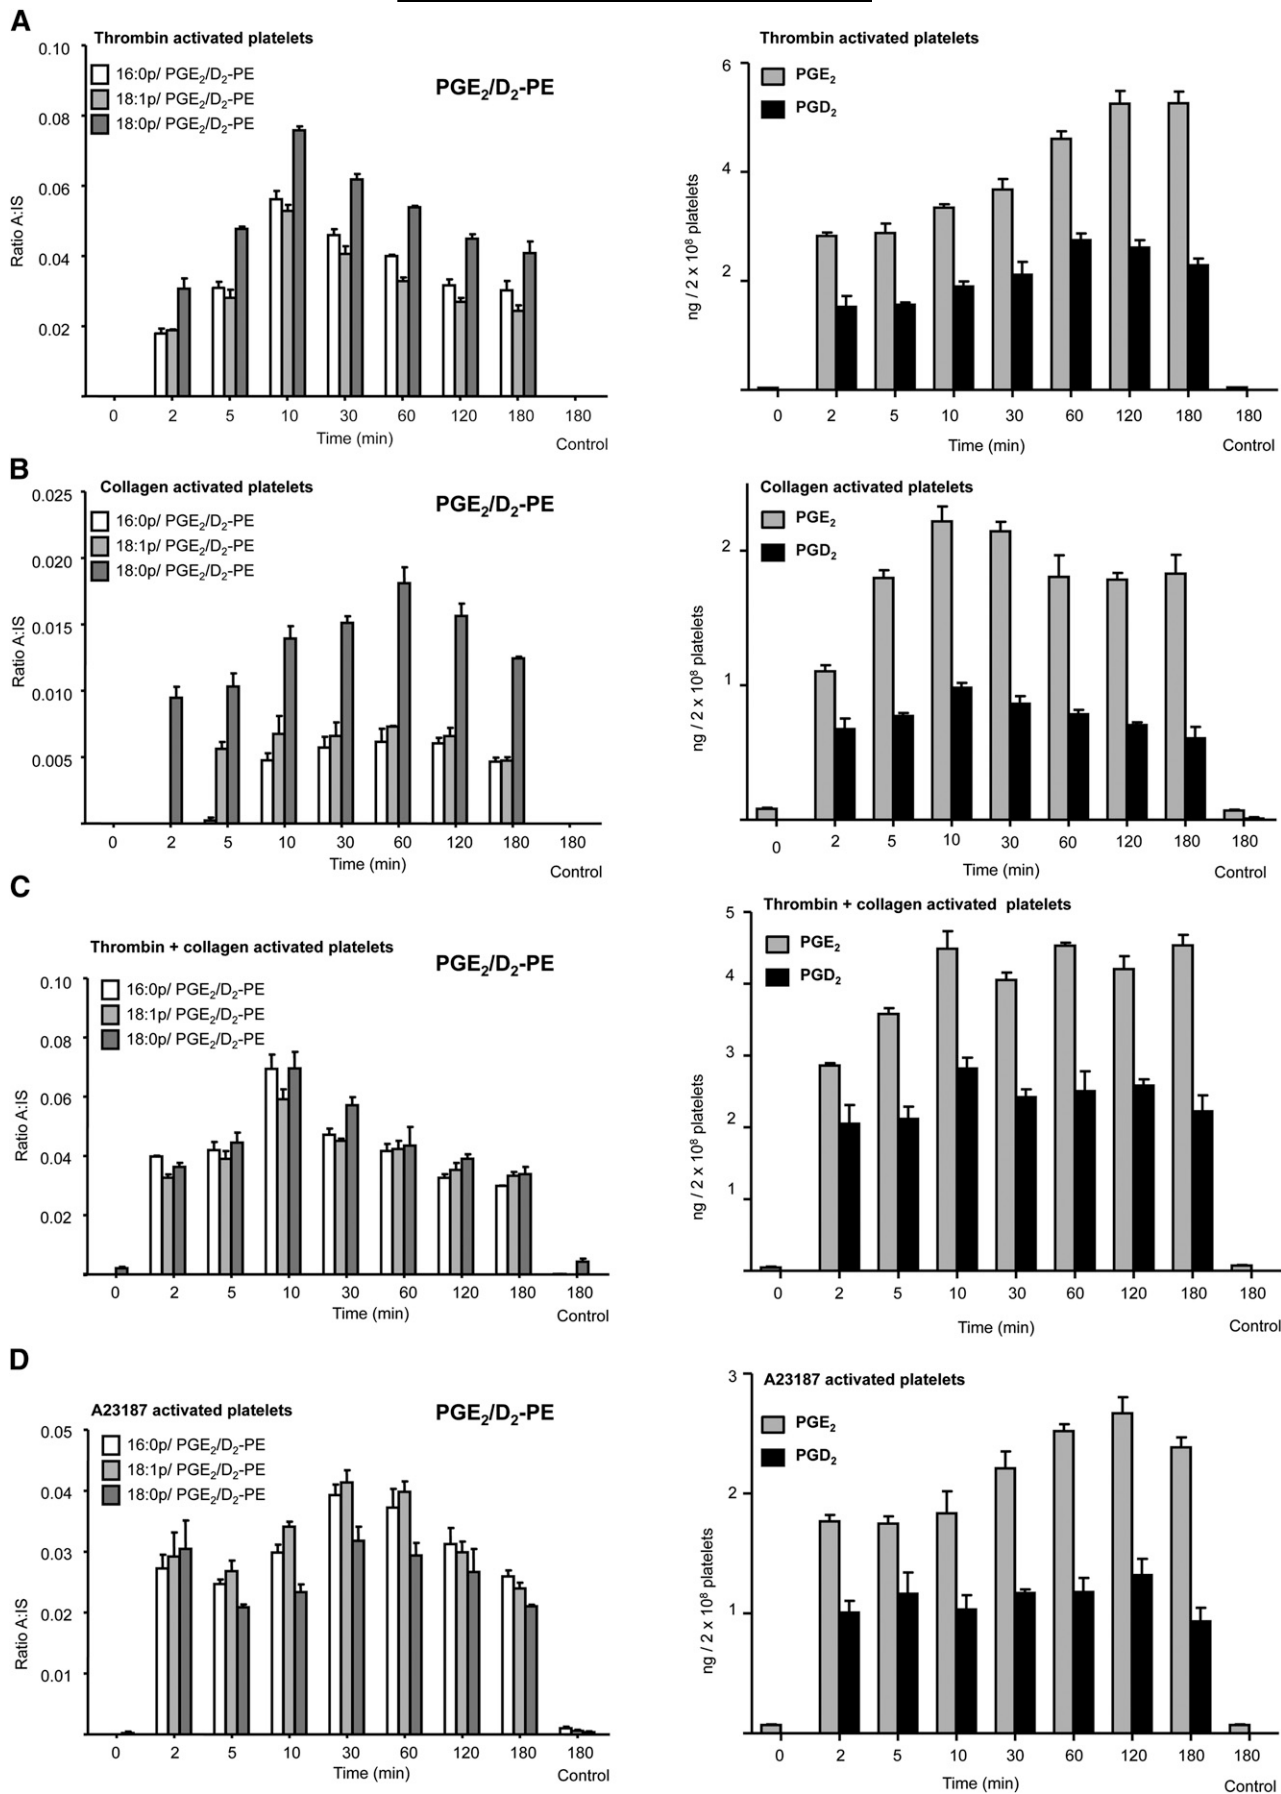 A
Thrombin activated platelets
PGE2/D2-PE
16:0p/ PGE2/D2-PE
18:1p/ PGE2/D2-PE
18:0p/ PGE2/D2-PE
Ratio A:IS
0.10
0.08
0.06
0.04
0.02
0 2 5 10 30 60 120 180 180
Time (min)
Control
Thrombin activated platelets
PGE2
PGD2
ng / 2 x 10⁸ platelets
6
4
2
0 2 5 10 30 60 120 180 180
Time (min)
Control
B
Collagen activated platelets
PGE2/D2-PE
16:0p/ PGE2/D2-PE
18:1p/ PGE2/D2-PE
18:0p/ PGE2/D2-PE
Ratio A:IS
0.025
0.020
0.015
0.010
0.005
0 2 5 10 30 60 120 180 180
Time (min)
Control
Collagen activated platelets
PGE2
PGD2
ng / 2 x 10⁸ platelets
2
1
0 2 5 10 30 60 120 180 180
Time (min)
Control
C
Thrombin + collagen activated platelets
PGE2/D2-PE
16:0p/ PGE2/D2-PE
18:1p/ PGE2/D2-PE
18:0p/ PGE2/D2-PE
Ratio A:IS
0.10
0.08
0.06
0.04
0.02
0 2 5 10 30 60 120 180 180
Time (min)
Control
Thrombin + collagen activated platelets
PGE2
PGD2
ng / 2 x 10⁸ platelets
5
4
3
2
1
0 2 5 10 30 60 120 180 180
Time (min)
Control
D
A23187 activated platelets
PGE2/D2-PE
16:0p/ PGE2/D2-PE
18:1p/ PGE2/D2-PE
18:0p/ PGE2/D2-PE
Ratio A:IS
0.05
0.04
0.03
0.02
0.01
0 2 5 10 30 60 120 180 180
Time (min)
Control
A23187 activated platelets
PGE2
PGD2
ng / 2 x 10⁸ platelets
3
2
1
0 2 5 10 30 60 120 180 180
Time (min)
Control